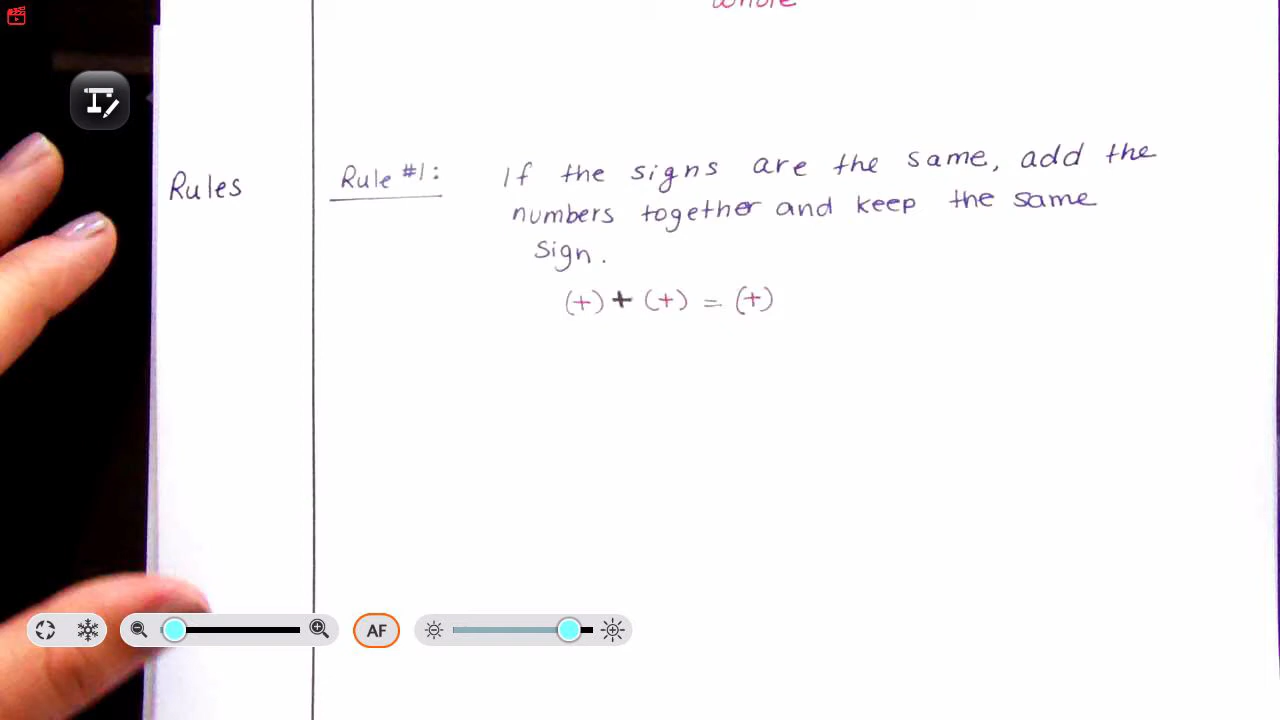 whole
Rules
Rule #1:
If the signs are the same, add the
numbers together and keep the same
sign.
(+) + (+) = (+)
AF